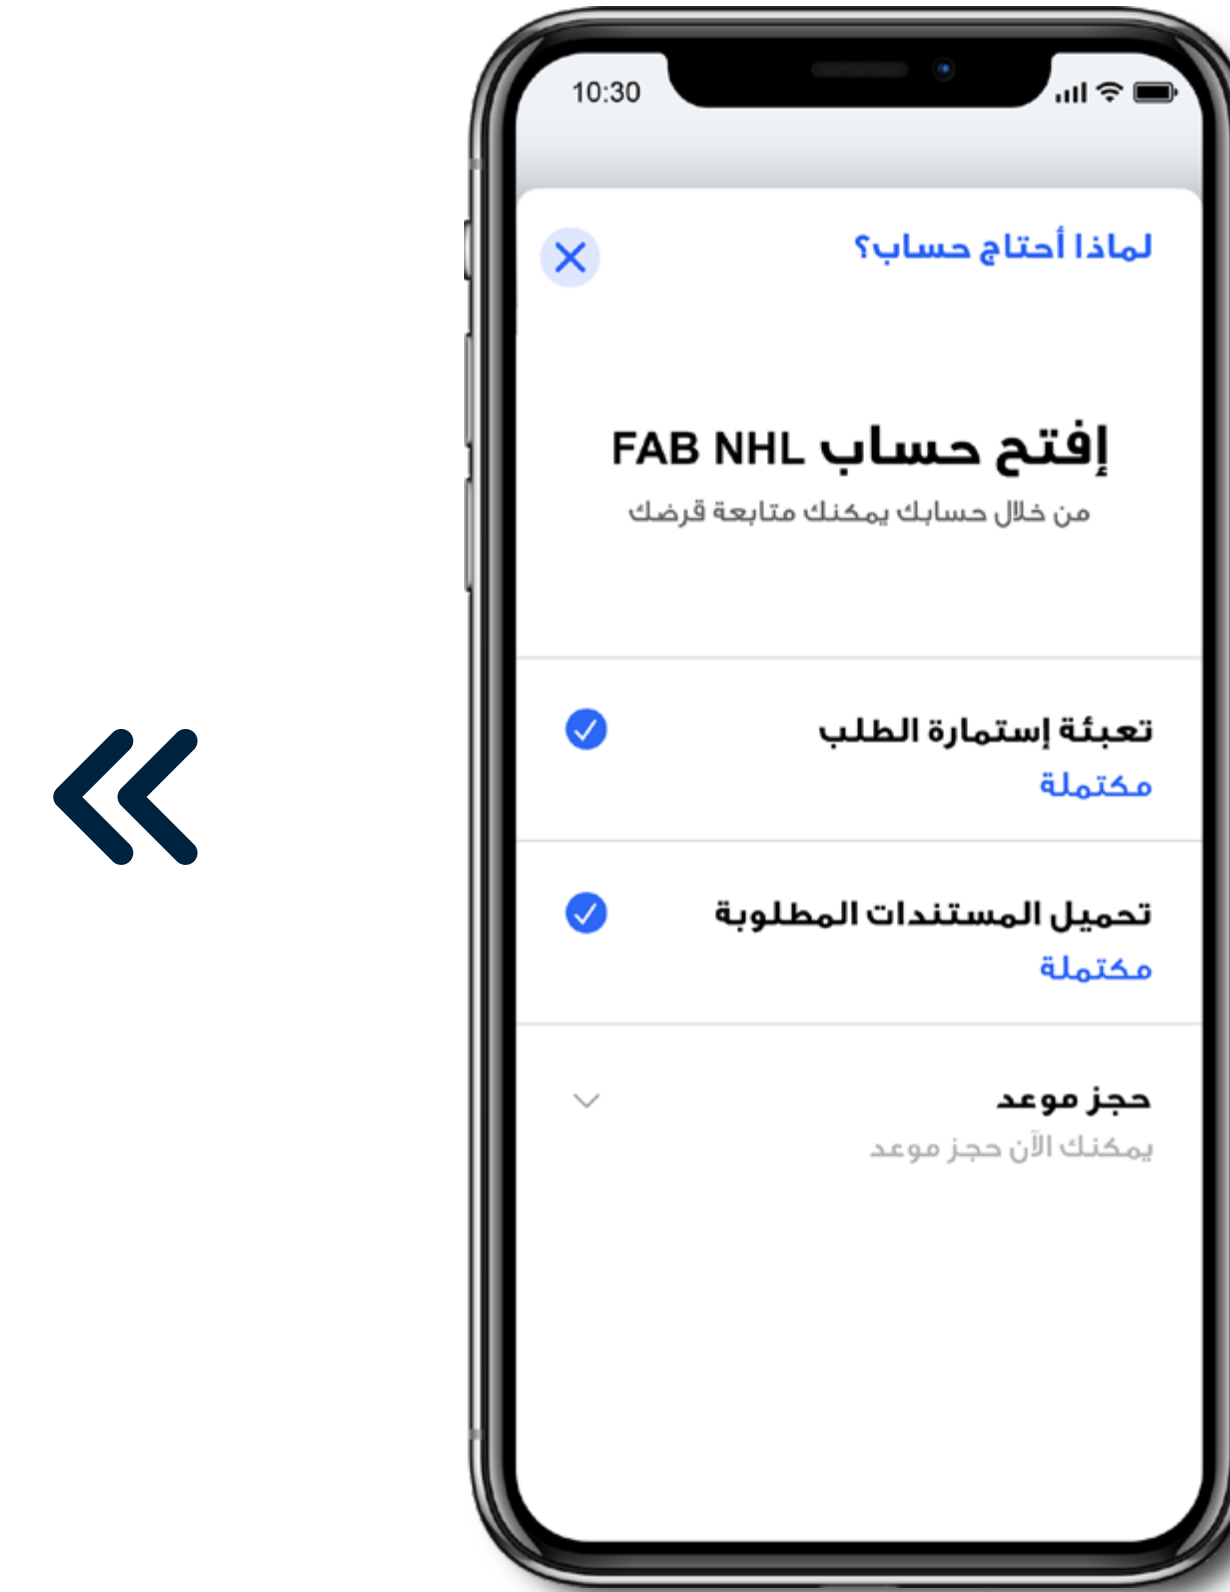 10:30
لماذا أحتاج حساب؟
إفتح حساب FAB NHL
من خلال حسابك يمكنك متابعة قرضك
تعبئة إستمارة الطلب
مكتملة
تحميل المستندات المطلوبة
مكتملة
حجز موعد
يمكنك الآن حجز موعد